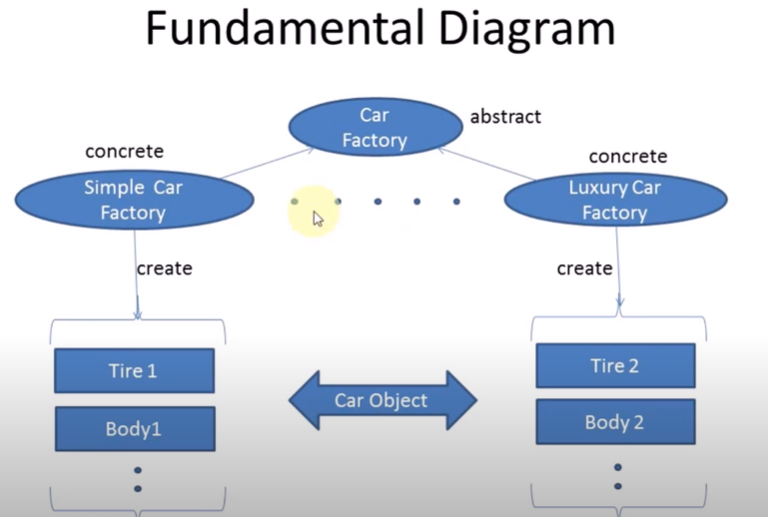 Fundamental Diagram
Car
Factory
abstract
concrete
concrete
Simple  Car
Factory
Luxury Car
Factory
create
create
Tire 1
Tire 2
Car Object
Body1
Body 2